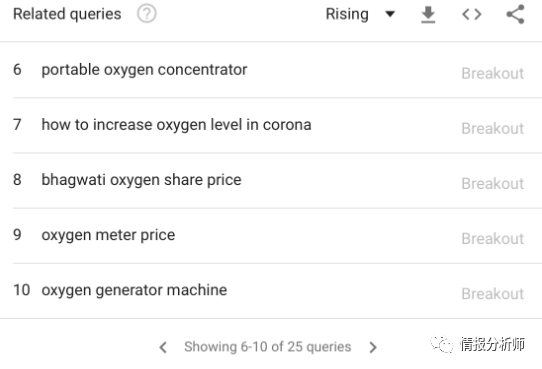 Related queries ? Rising
6 portable oxygen concentrator Breakout
7 how to increase oxygen level in corona Breakout
8 bhagwati oxygen share price Breakout
9 oxygen meter price Breakout
10 oxygen generator machine Breakout
Showing 6-10 of 25 queries
情报分析师